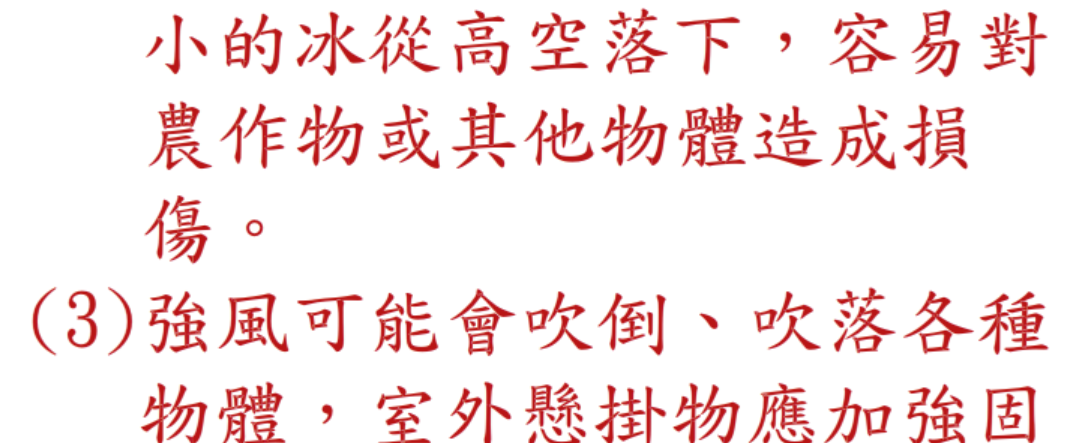 小的冰從高空落下，容易對
農作物或其他物體造成損
傷。
(3)強風可能會吹倒、吹落各種
物體，室外懸掛物應加強固